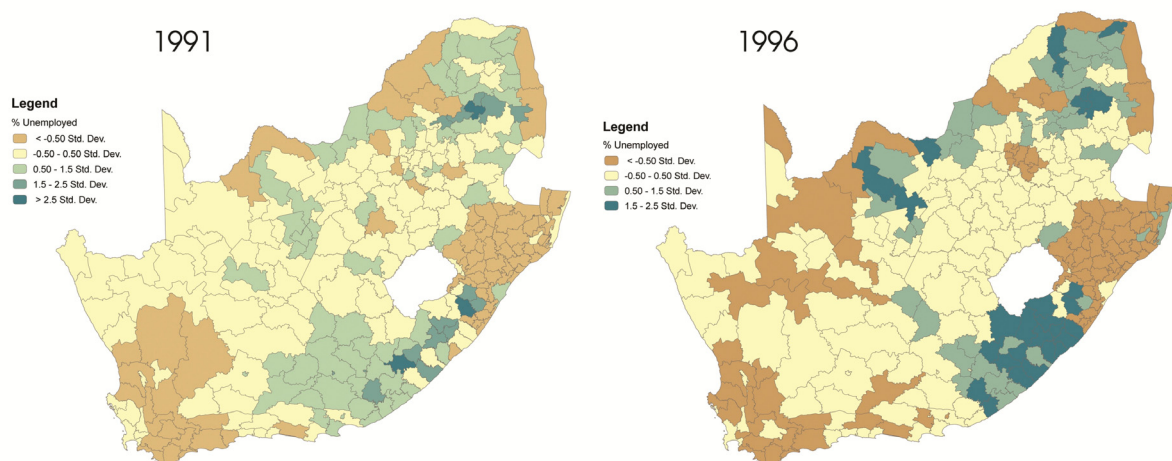 1991
Legend
% Unemployed
< -0.50 Std. Dev.
-0.50 - 0.50 Std. Dev.
0.50 - 1.5 Std. Dev.
1.5 - 2.5 Std. Dev.
> 2.5 Std. Dev.
1996
Legend
% Unemployed
< -0.50 Std. Dev.
-0.50 - 0.50 Std. Dev.
0.50 - 1.5 Std. Dev.
1.5 - 2.5 Std. Dev.